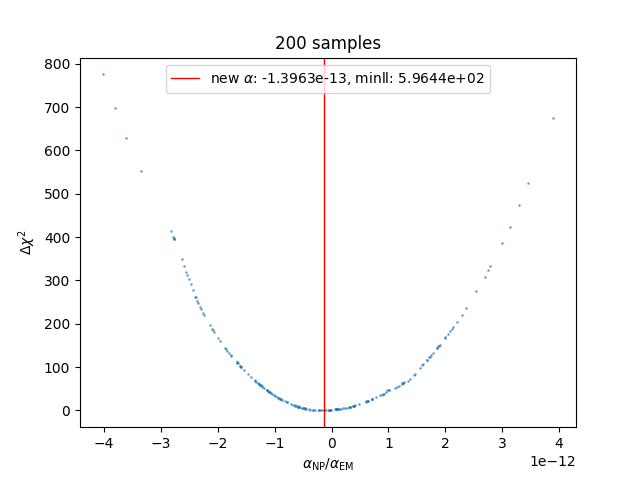 200 samples
new α: -1.3963e-13, minll: 5.9644e+02
800
700
600
500
400
300
200
100
0
Δχ²
−4 −3 −2 −1 0 1 2 3 4
1e−12
α_NP/α_EM